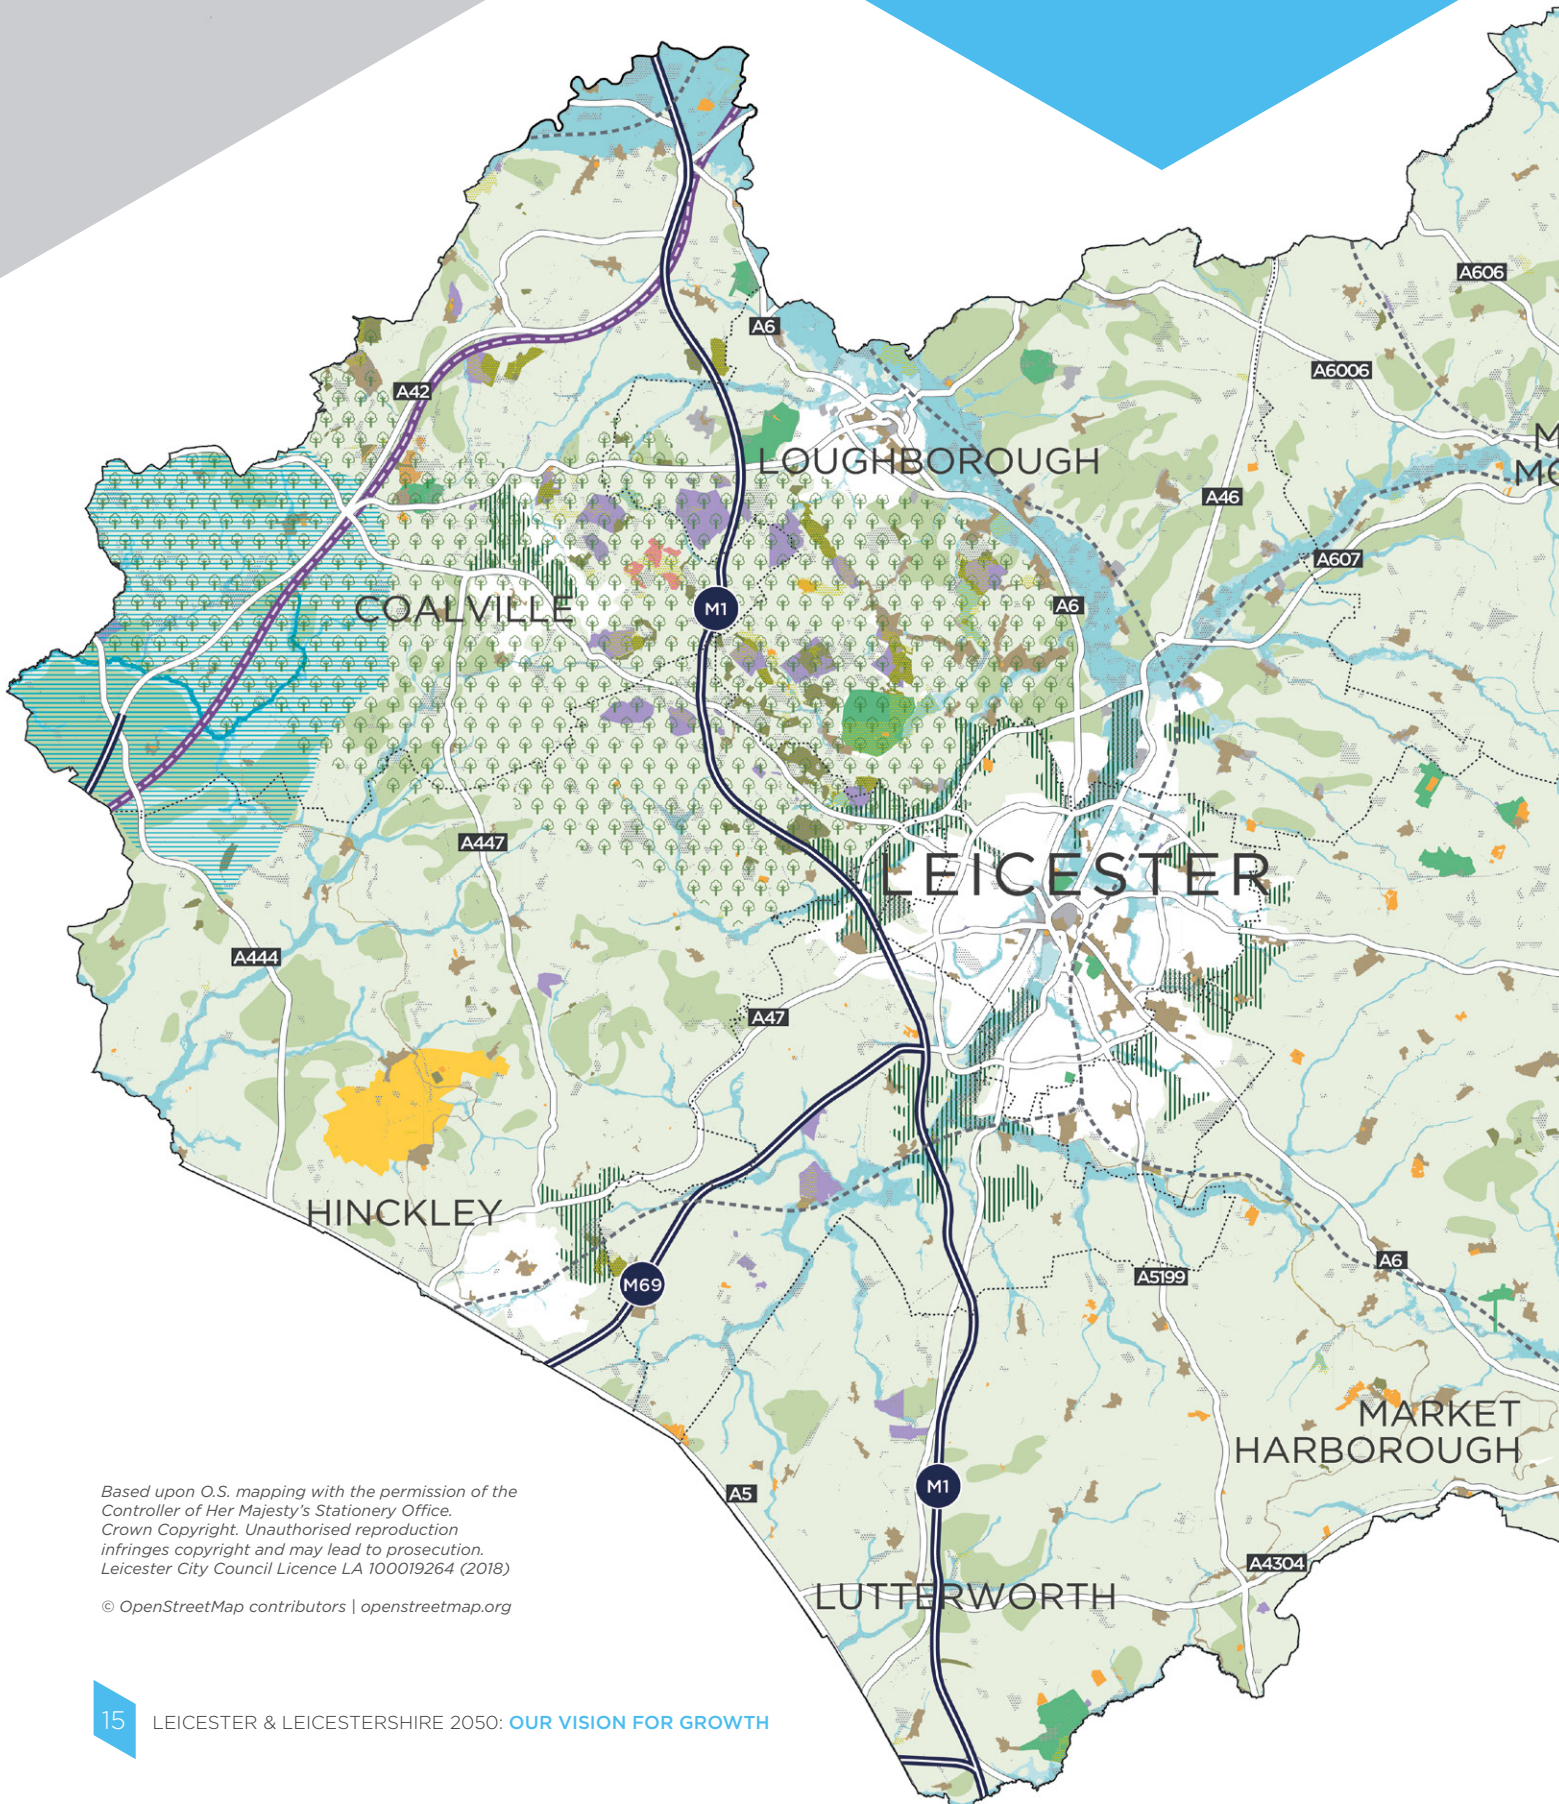 A606
A6
A6006
A42
M
MO
LOUGHBOROUGH
A46
A607
COALVILLE
M1
A6
A447
LEICESTER
A444
A47
HINCKLEY
M69
A6
A5199
MARKET
HARBOROUGH
A5
M1
A4304
LUTTERWORTH
Based upon O.S. mapping with the permission of the
Controller of Her Majesty's Stationery Office.
Crown Copyright. Unauthorised reproduction
infringes copyright and may lead to prosecution.
Leicester City Council Licence LA 100019264 (2018)
© OpenStreetMap contributors | openstreetmap.org
15 LEICESTER & LEICESTERSHIRE 2050: OUR VISION FOR GROWTH